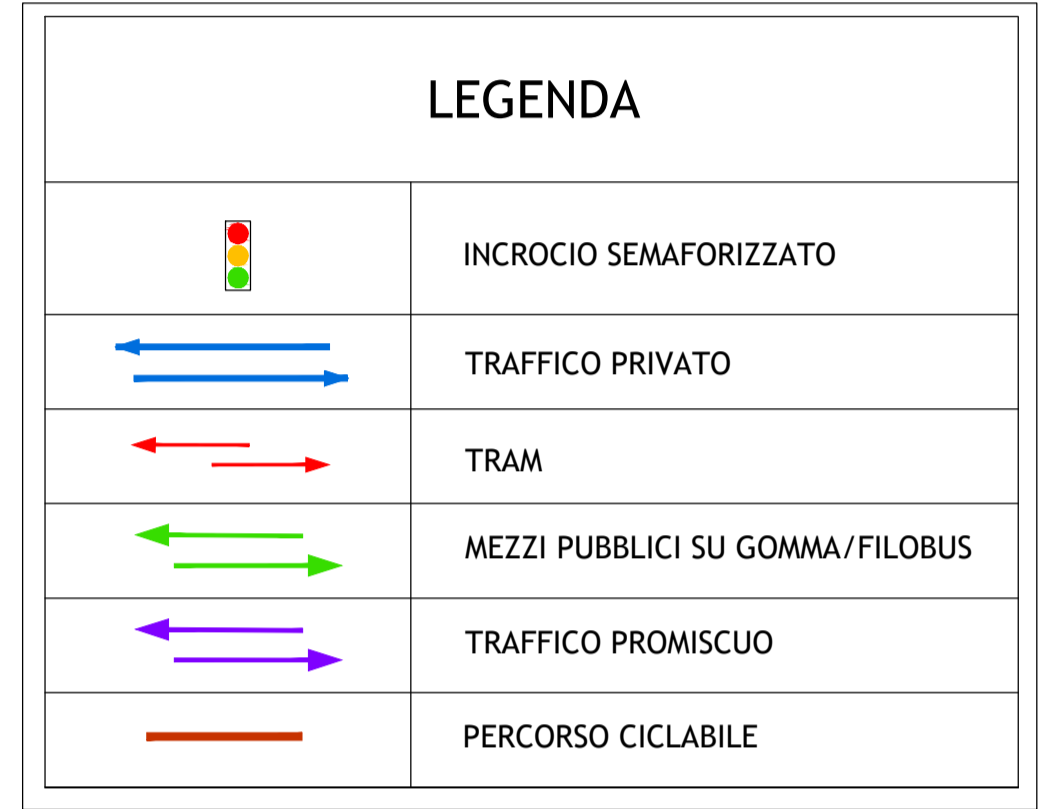 LEGENDA
INCROCIO SEMAFORIZZATO
TRAFFICO PRIVATO
TRAM
MEZZI PUBBLICI SU GOMMA/FILOBUS
TRAFFICO PROMISCUO
PERCORSO CICLABILE